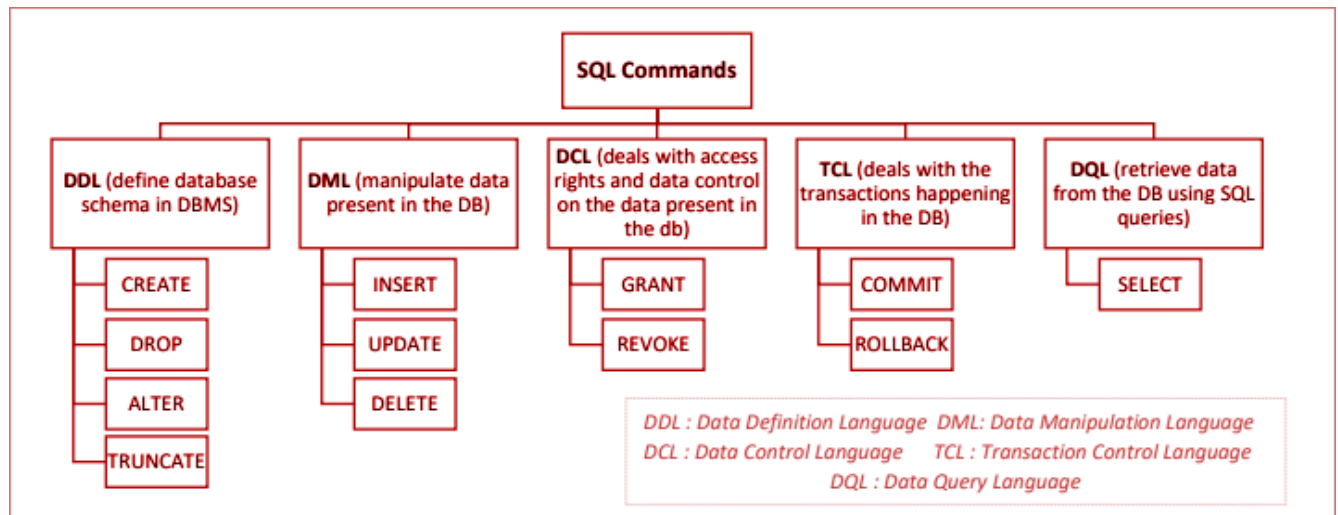 SQL Commands
DDL (define database
schema in DBMS)
DML (manipulate data
present in the DB)
DCL (deals with access
rights and data control
on the data present in
the db)
TCL (deals with the
transactions happening
in the DB)
DQL (retrieve data
from the DB using SQL
queries)
CREATE
DROP
ALTER
TRUNCATE
INSERT
UPDATE
DELETE
GRANT
REVOKE
COMMIT
ROLLBACK
SELECT
DDL : Data Definition Language DML: Data Manipulation Language
DCL : Data Control Language TCL : Transaction Control Language
DQL : Data Query Language